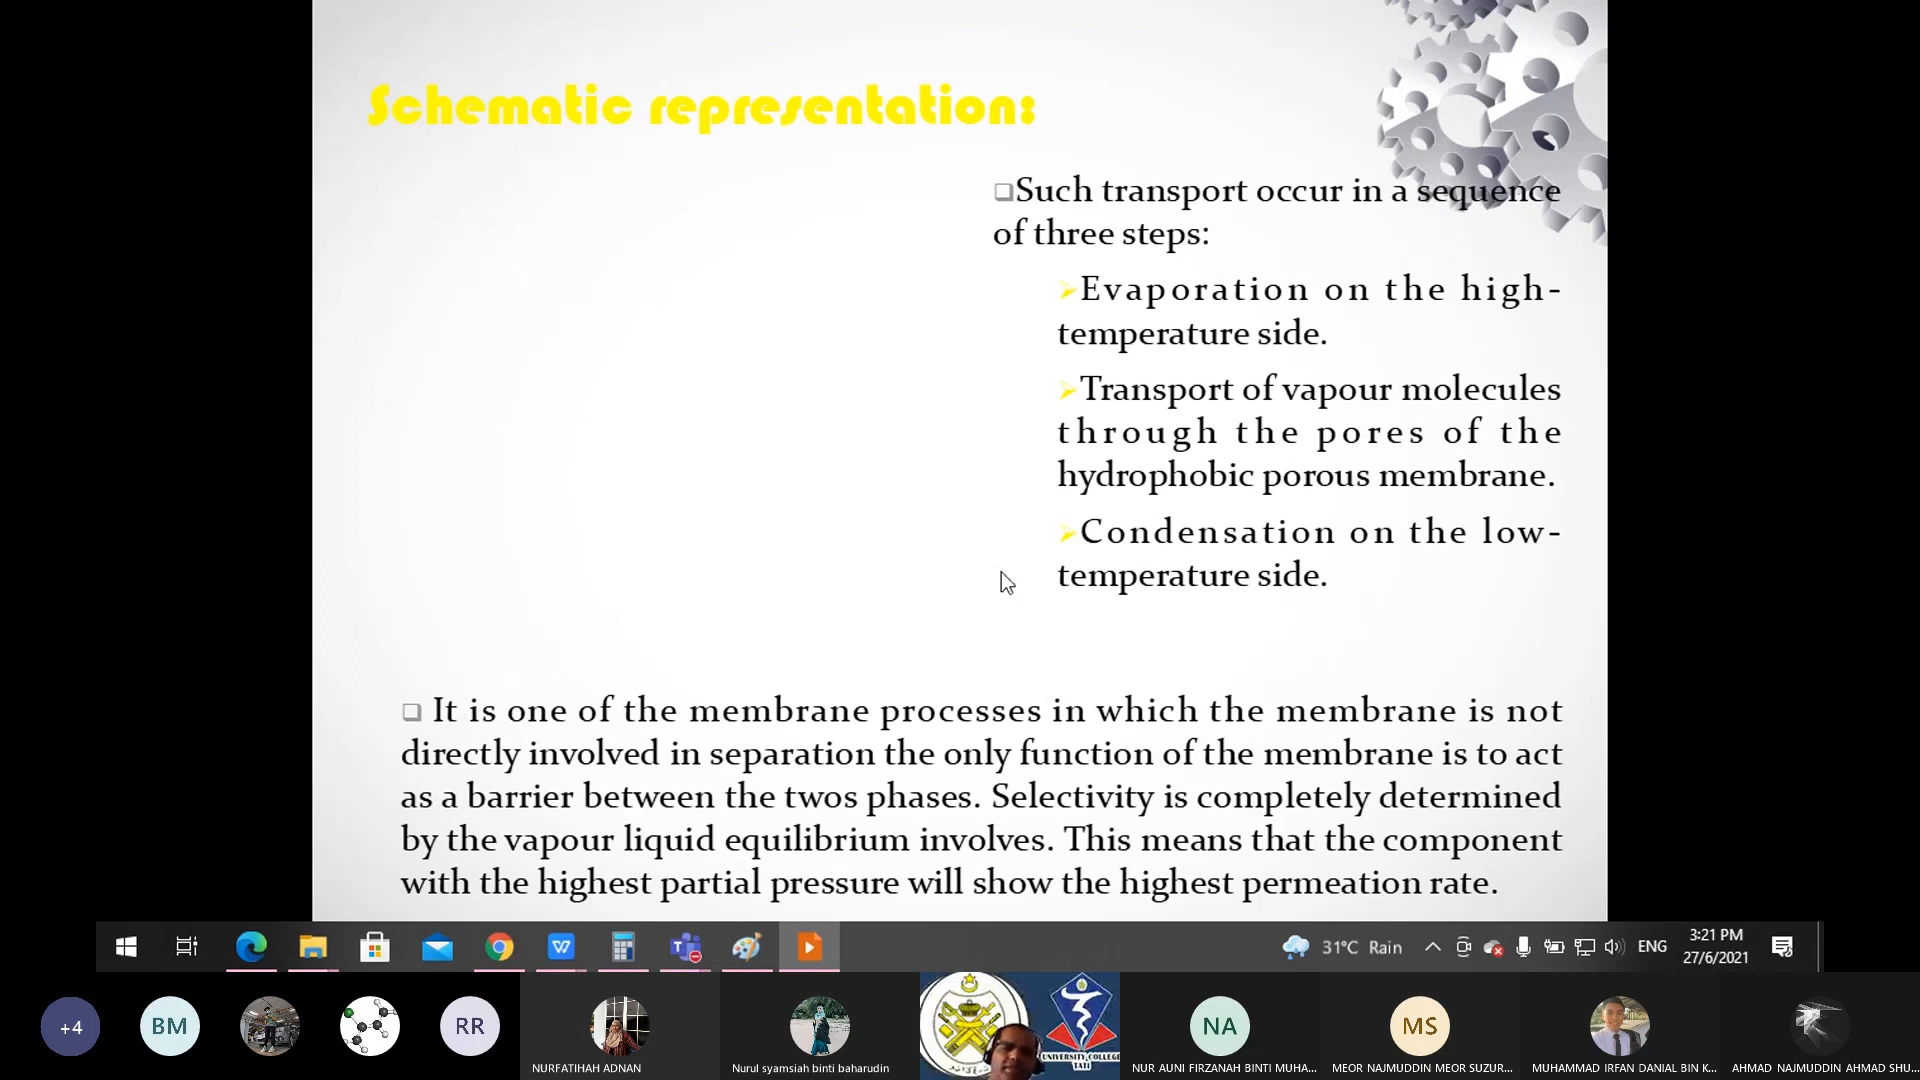 Schematic representation:
Such transport occur in a sequence
of three steps:
Evaporation on the high-
temperature side.
Transport of vapour molecules
through the pores of the
hydrophobic porous membrane.
Condensation on the low-
temperature side.
It is one of the membrane processes in which the membrane is not
directly involved in separation the only function of the membrane is to act
as a barrier between the twos phases. Selectivity is completely determined
by the vapour liquid equilibrium involves. This means that the component
with the highest partial pressure will show the highest permeation rate.
31°C Rain
ENG
3:21 PM
27/6/2021
+4
BM
RR
NURFATIHAH ADNAN
Nurul syamsiah binti baharudin
UNIVERSITY COLLEGE
TATI
NA
NUR AUNI FIRZANAH BINTI MUHA...
MS
MEOR NAJMUDDIN MEOR SUZUR...
MUHAMMAD IRFAN DANIAL BIN K...
AHMAD NAJMUDDIN AHMAD SHU...